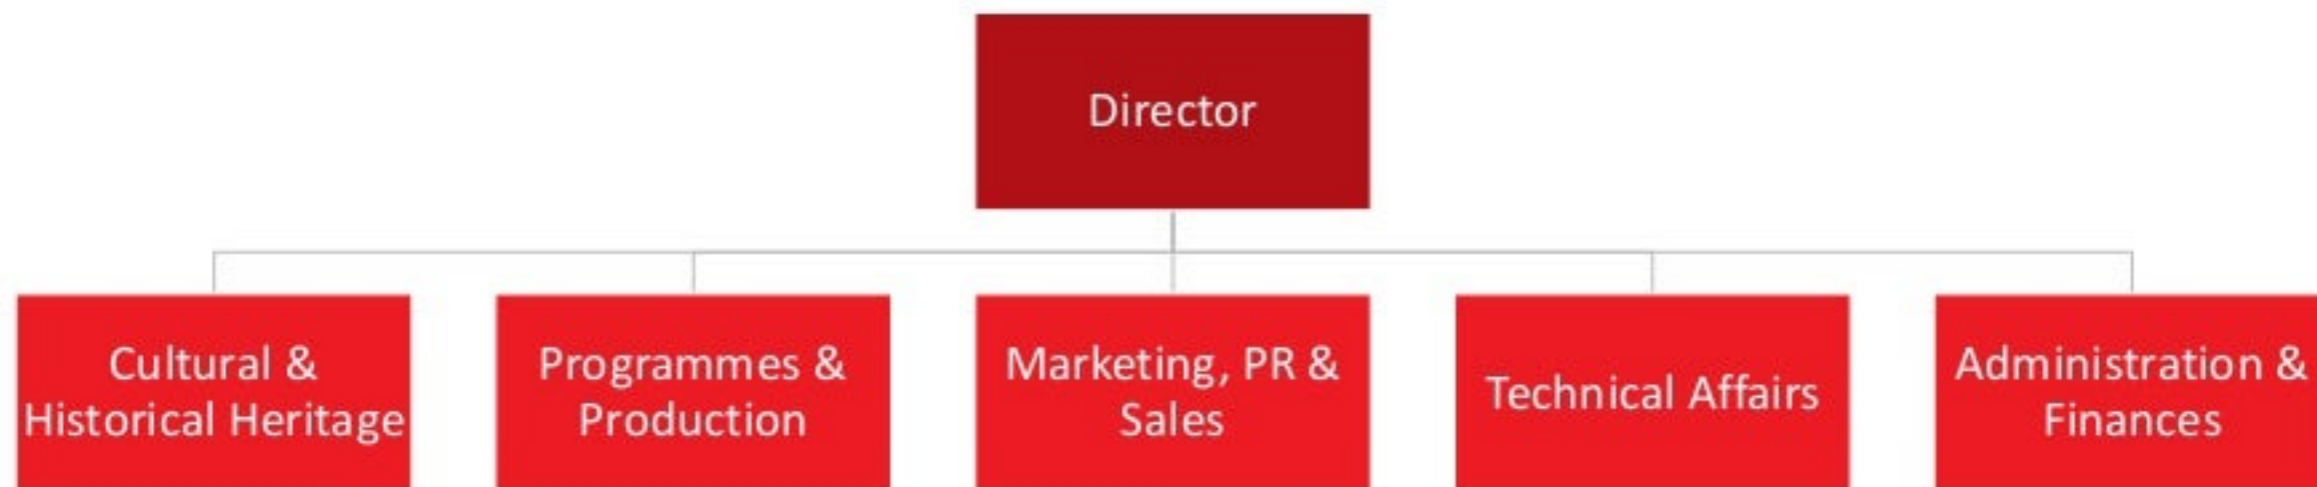 Director
Cultural &
Historical Heritage
Programmes &
Production
Marketing, PR &
Sales
Technical Affairs
Administration &
Finances